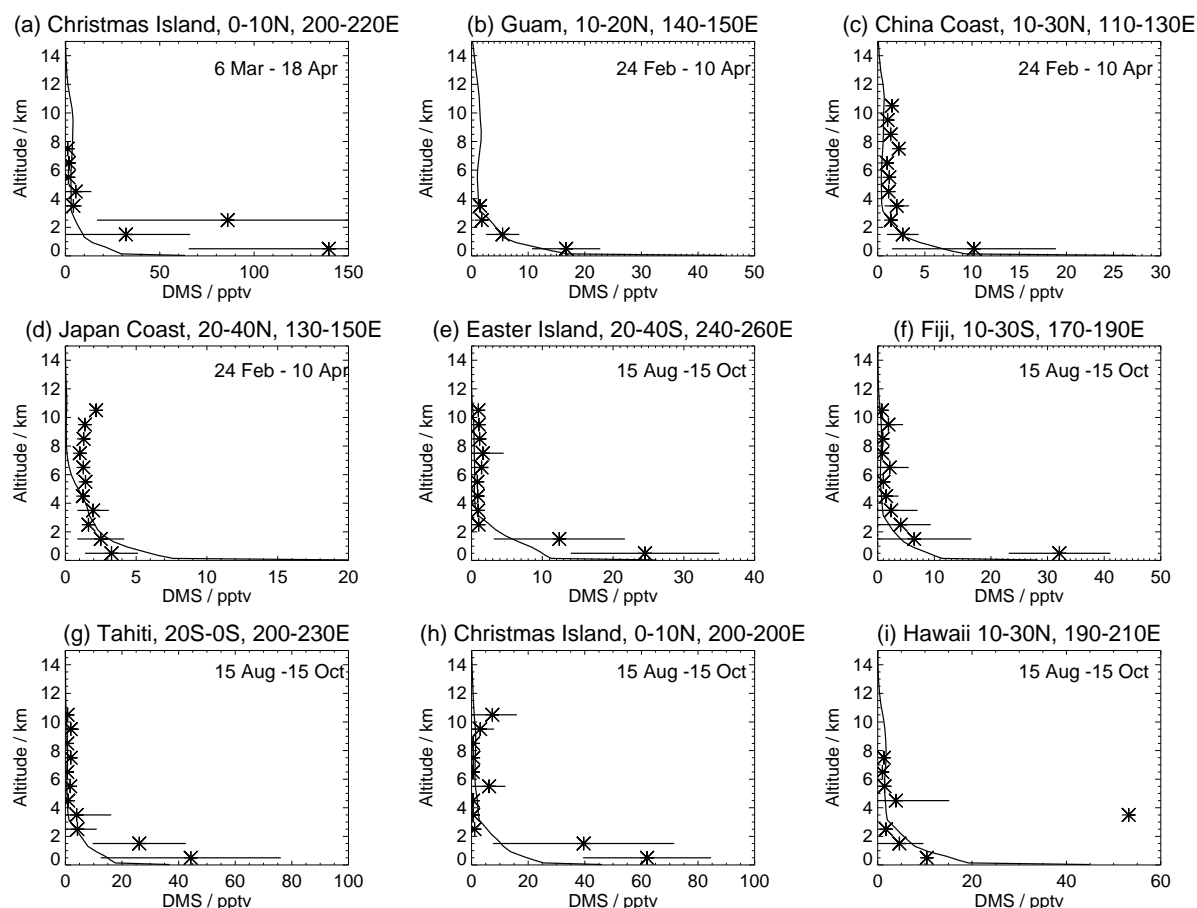 (a) Christmas Island, 0-10N, 200-220E
6 Mar - 18 Apr
Altitude / km
14
12
10
8
6
4
2
0
0 50 100 150
DMS / pptv
(b) Guam, 10-20N, 140-150E
24 Feb - 10 Apr
Altitude / km
14
12
10
8
6
4
2
0
0 10 20 30 40 50
DMS / pptv
(c) China Coast, 10-30N, 110-130E
24 Feb - 10 Apr
Altitude / km
14
12
10
8
6
4
2
0
0 5 10 15 20 25 30
DMS / pptv
(d) Japan Coast, 20-40N, 130-150E
24 Feb - 10 Apr
Altitude / km
14
12
10
8
6
4
2
0
0 5 10 15 20
DMS / pptv
(e) Easter Island, 20-40S, 240-260E
15 Aug -15 Oct
Altitude / km
14
12
10
8
6
4
2
0
0 10 20 30 40
DMS / pptv
(f) Fiji, 10-30S, 170-190E
15 Aug -15 Oct
Altitude / km
14
12
10
8
6
4
2
0
0 10 20 30 40 50
DMS / pptv
(g) Tahiti, 20S-0S, 200-230E
15 Aug -15 Oct
Altitude / km
14
12
10
8
6
4
2
0
0 20 40 60 80 100
DMS / pptv
(h) Christmas Island, 0-10N, 200-200E
15 Aug -15 Oct
Altitude / km
14
12
10
8
6
4
2
0
0 20 40 60 80 100
DMS / pptv
(i) Hawaii 10-30N, 190-210E
15 Aug -15 Oct
Altitude / km
14
12
10
8
6
4
2
0
0 20 40 60
DMS / pptv